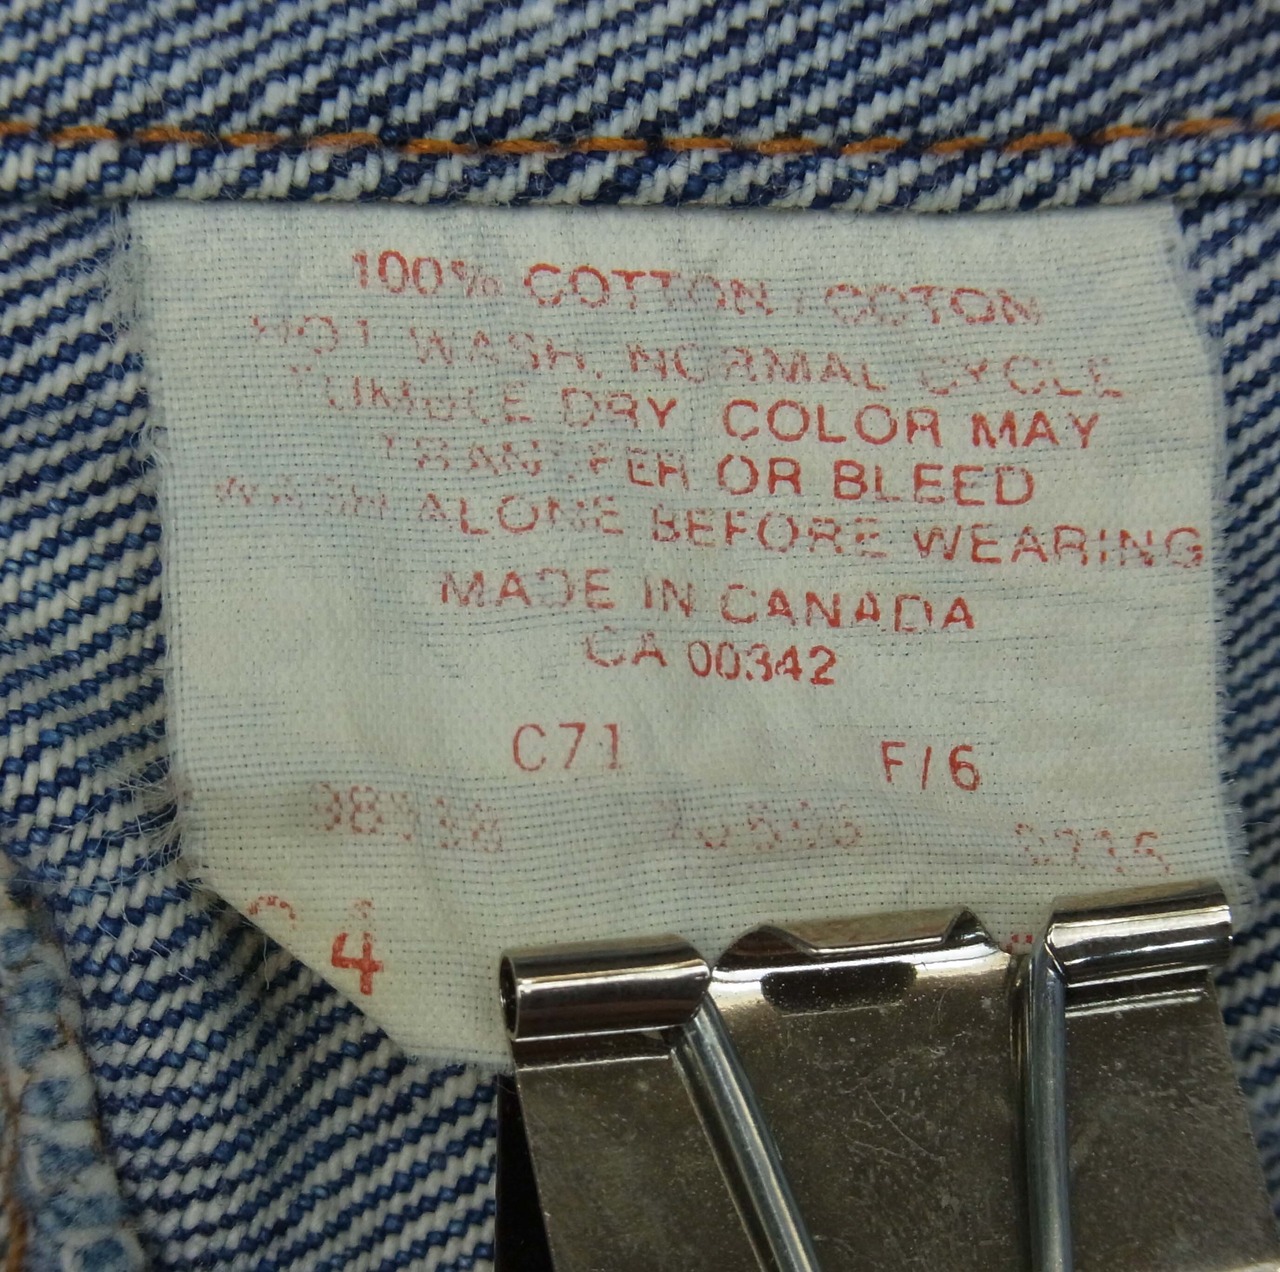 100% COTTON / COTON
HOT WASH, NORMAL CYCLE
TUMBLE DRY COLOR MAY
TRANSFER OR BLEED
WASH ALONE BEFORE WEARING
MADE IN CANADA
CA 00342
C71 F/6
4